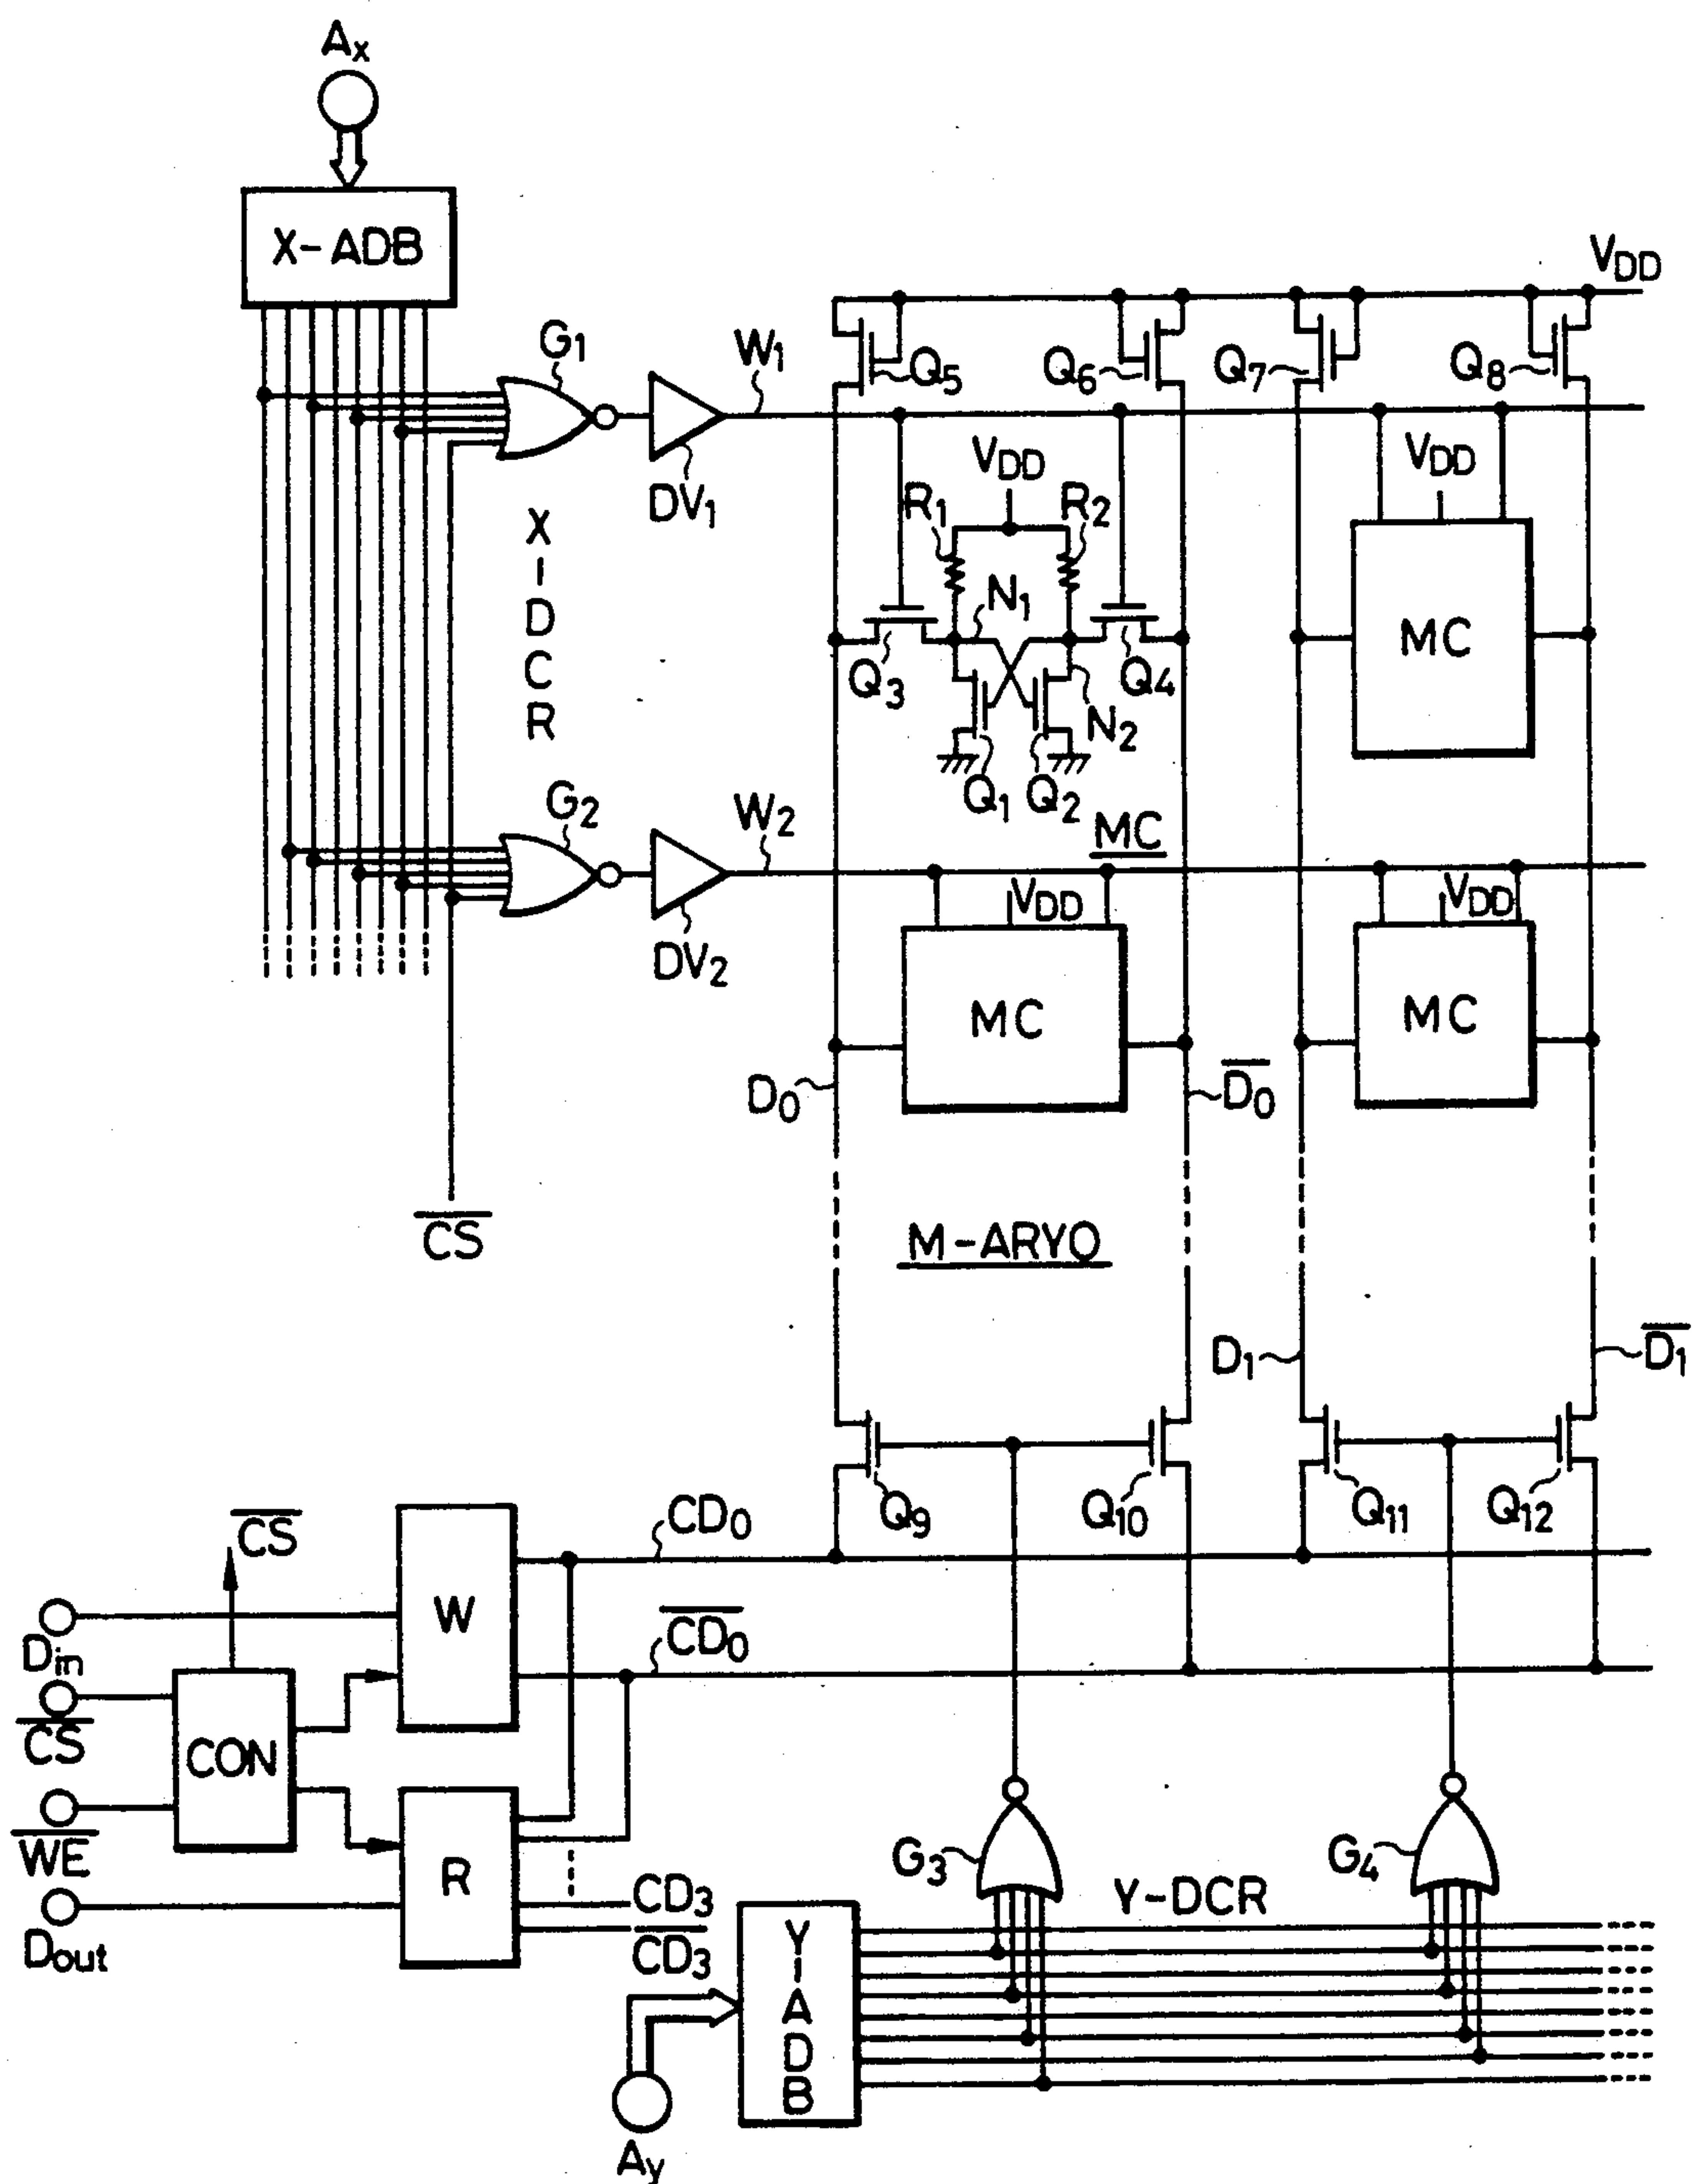 Ax
X-ADB
VDD
G1
W1
Q5
Q6
Q7
Q8
DV1
VDD
VDD
R1
R2
X-DCR
N1
MC
Q3
Q4
N2
Q1
Q2
G2
W2
MC
VDD
VDD
DV2
MC
MC
D0
D0
CS
M-ARY0
D1
D1
Q9
Q10
Q11
Q12
CS
CD0
W
Din
CD0
CS
CON
WE
R
G3
G4
CD3
Y-DCR
Dout
CD3
Y-ADB
Ay